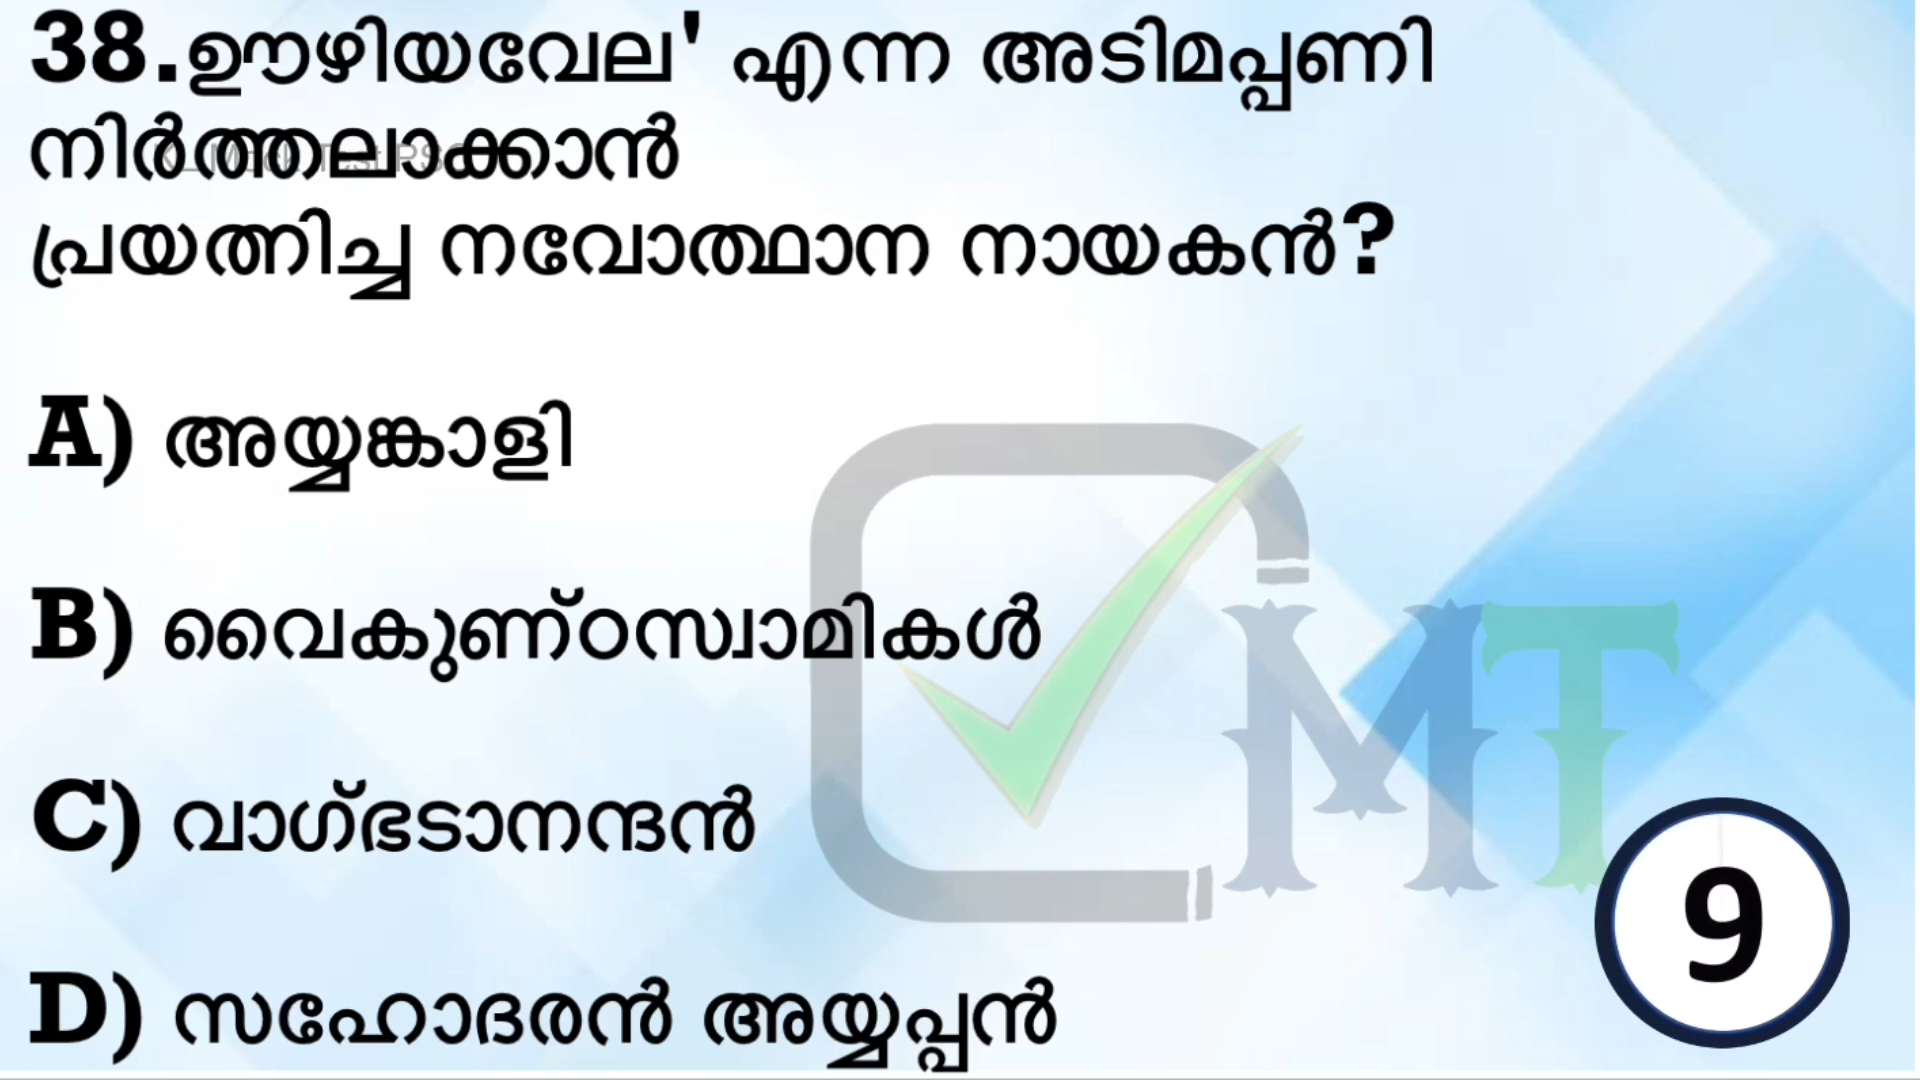 38.ഊഴിയവേല' എന്ന അടിമപ്പണി
നിർത്തലാക്കാൻ
പ്രയത്നിച്ച നവോത്ഥാന നായകൻ?
A) അയ്യങ്കാളി
B) വൈകുണ്ഠസ്വാമികൾ
C) വാഗ്ഭടാനന്ദൻ
MT
9
D) സഹോദരൻ അയ്യപ്പൻ